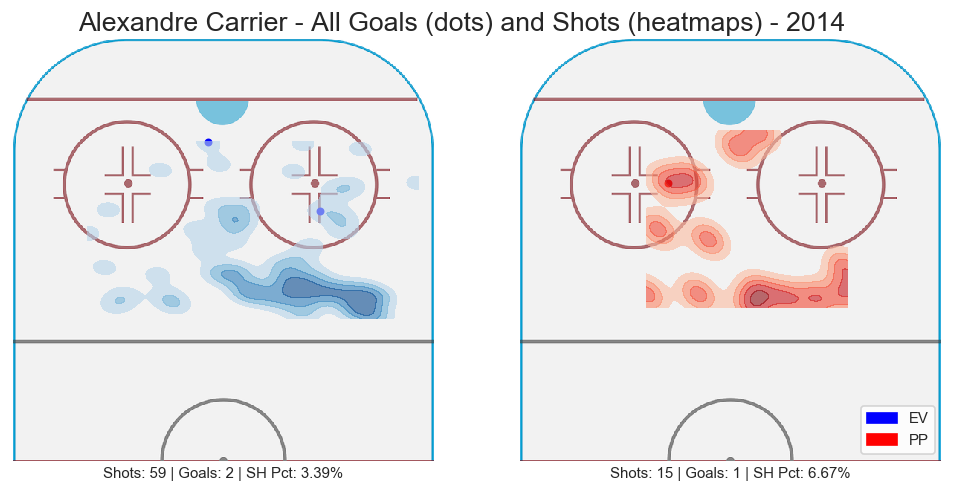 Alexandre Carrier - All Goals (dots) and Shots (heatmaps) - 2014
EV
PP
Shots: 59 | Goals: 2 | SH Pct: 3.39%
Shots: 15 | Goals: 1 | SH Pct: 6.67%